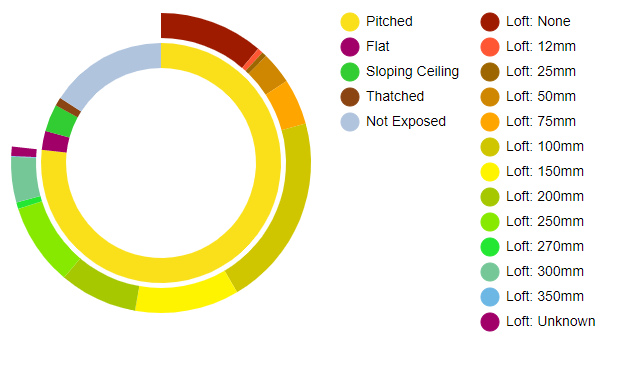 Pitched
Flat
Sloping Ceiling
Thatched
Not Exposed
Loft: None
Loft: 12mm
Loft: 25mm
Loft: 50mm
Loft: 75mm
Loft: 100mm
Loft: 150mm
Loft: 200mm
Loft: 250mm
Loft: 270mm
Loft: 300mm
Loft: 350mm
Loft: Unknown